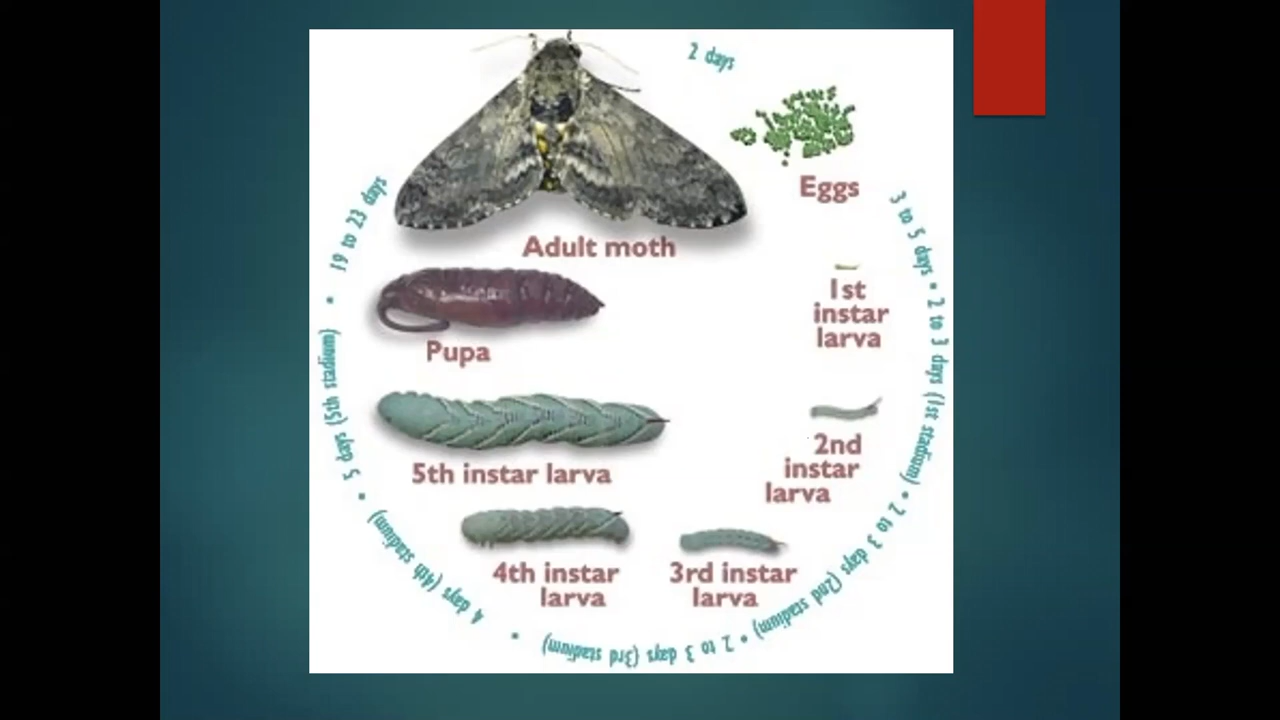 2 days
Eggs
3 to 5 days • 2 to 3 days (1st stadium) • 2 to 3 days (2nd stadium) • 2 to 3 days (3rd stadium) • 4 days (4th stadium) • 5 days (5th stadium) • 19 to 23 days
Adult moth
1st
instar
larva
Pupa
2nd
instar
larva
5th instar larva
4th instar
larva
3rd instar
larva